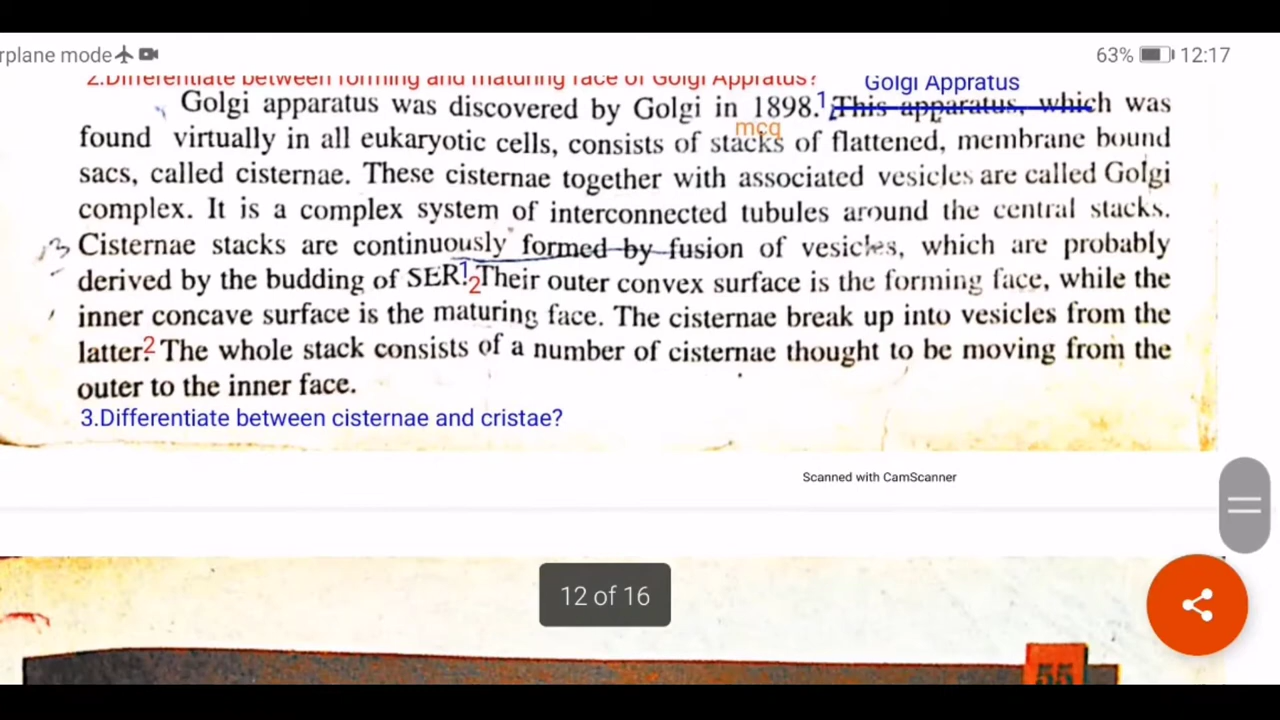 rplane mode 63% 12:17
2.Differentiate between forming and maturing face of Golgi Appratus? Golgi Appratus
Golgi apparatus was discovered by Golgi in 1898.1 This apparatus, which was
mcq
found virtually in all eukaryotic cells, consists of stacks of flattened, membrane bound
sacs, called cisternae. These cisternae together with associated vesicles are called Golgi
complex. It is a complex system of interconnected tubules around the central stacks.
Cisternae stacks are continuously formed by fusion of vesicles, which are probably
derived by the budding of SER.1 2Their outer convex surface is the forming face, while the
inner concave surface is the maturing face. The cisternae break up into vesicles from the
latter.2 The whole stack consists of a number of cisternae thought to be moving from the
outer to the inner face.
3.Differentiate between cisternae and cristae?
Scanned with CamScanner
12 of 16
55